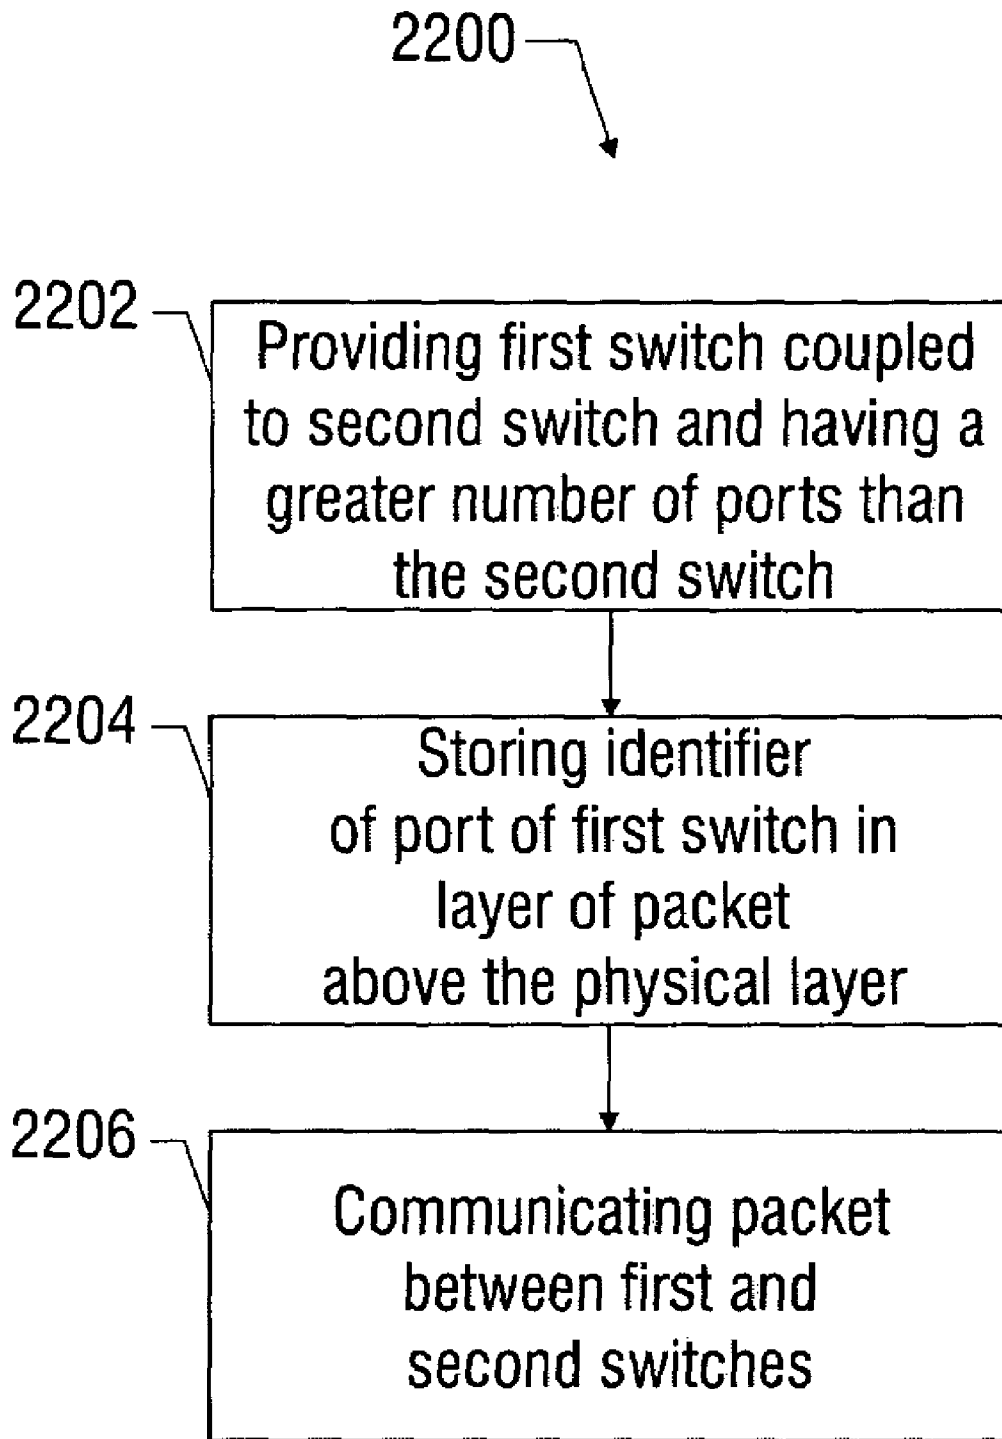 2200
2202
Providing first switch coupled
to second switch and having a
greater number of ports than
the second switch
2204
Storing identifier
of port of first switch in
layer of packet
above the physical layer
2206
Communicating packet
between first and
second switches